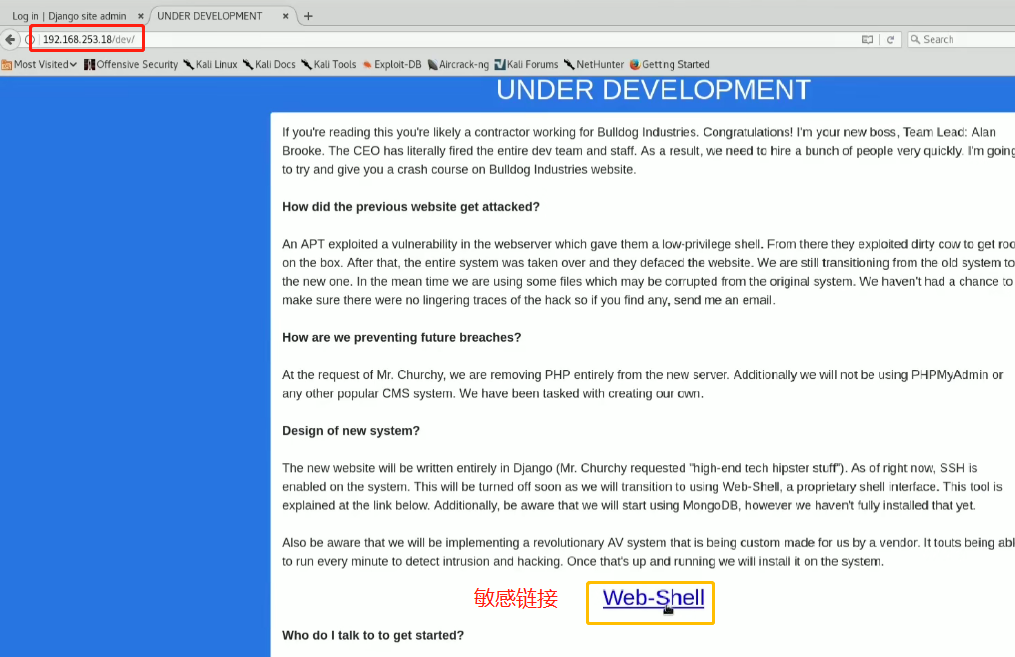 Log in | Django site admin × UNDER DEVELOPMENT × +
192.168.253.18/dev/ Search
Most Visited Offensive Security Kali Linux Kali Docs Kali Tools Exploit-DB Aircrack-ng Kali Forums NetHunter Getting Started
UNDER DEVELOPMENT
If you're reading this you're likely a contractor working for Bulldog Industries. Congratulations! I'm your new boss, Team Lead: Alan
Brooke. The CEO has literally fired the entire dev team and staff. As a result, we need to hire a bunch of people very quickly. I'm going
to try and give you a crash course on Bulldog Industries website.
How did the previous website get attacked?
An APT exploited a vulnerability in the webserver which gave them a low-privilege shell. From there they exploited dirty cow to get roo
on the box. After that, the entire system was taken over and they defaced the website. We are still transitioning from the old system to
the new one. In the mean time we are using some files which may be corrupted from the original system. We haven't had a chance to
make sure there were no lingering traces of the hack so if you find any, send me an email.
How are we preventing future breaches?
At the request of Mr. Churchy, we are removing PHP entirely from the new server. Additionally we will not be using PHPMyAdmin or
any other popular CMS system. We have been tasked with creating our own.
Design of new system?
The new website will be written entirely in Django (Mr. Churchy requested "high-end tech hipster stuff"). As of right now, SSH is
enabled on the system. This will be turned off soon as we will transition to using Web-Shell, a proprietary shell interface. This tool is
explained at the link below. Additionally, be aware that we will start using MongoDB, however we haven't fully installed that yet.
Also be aware that we will be implementing a revolutionary AV system that is being custom made for us by a vendor. It touts being abl
to run every minute to detect intrusion and hacking. Once that's up and running we will install it on the system.
敏感链接 Web-Shell
Who do I talk to to get started?